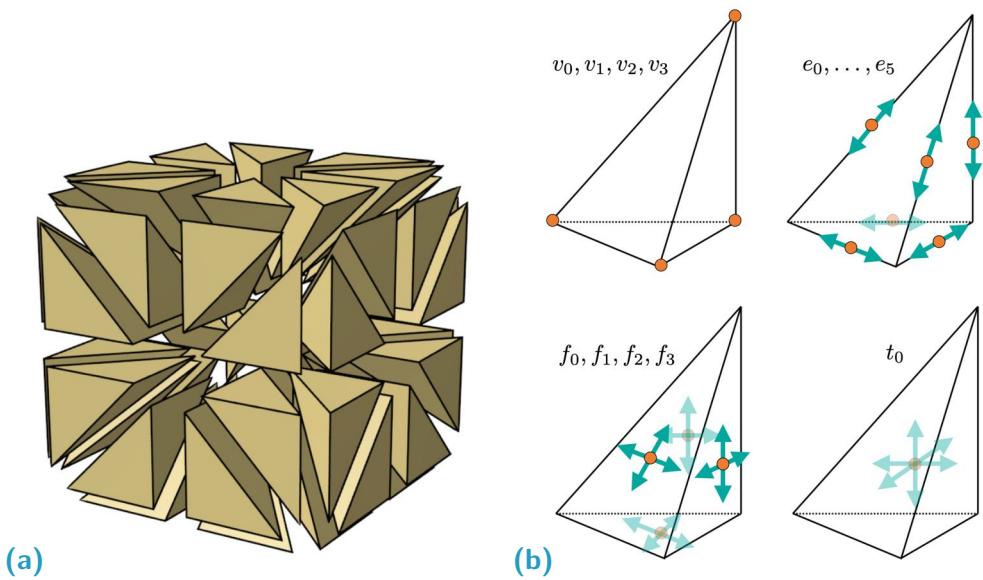 v₀, v₁, v₂, v₃
e₀, . . . , e₅
f₀, f₁, f₂, f₃
t₀
(a)
(b)